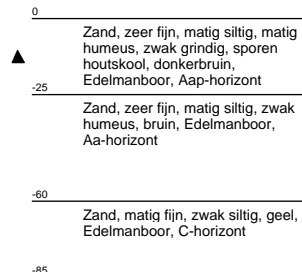 0
Zand, zeer fijn, matig siltig, matig
humeus, zwak grindig, sporen
houtskool, donkerbruin,
Edelmanboor, Aap-horizont
-25
Zand, zeer fijn, matig siltig, zwak
humeus, bruin, Edelmanboor,
Aa-horizont
-60
Zand, matig fijn, zwak siltig, geel,
Edelmanboor, C-horizont
-85